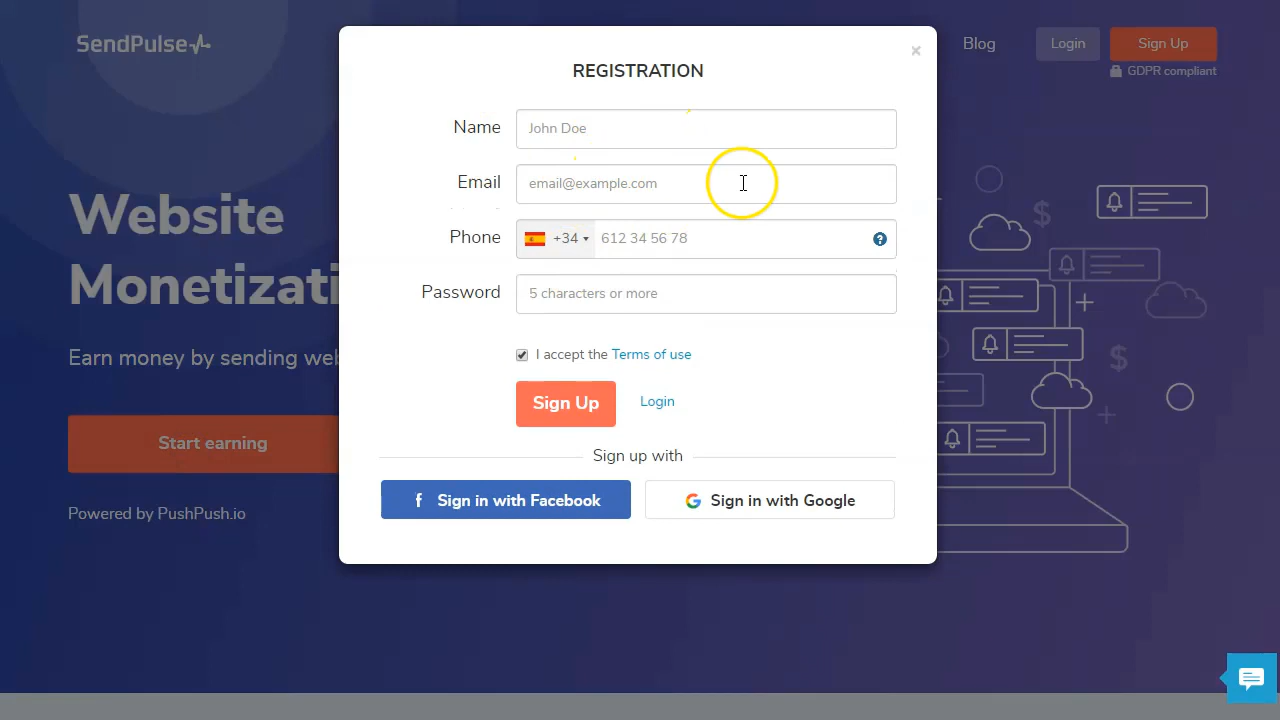 SendPulse
Blog
Login
Sign Up
GDPR compliant
REGISTRATION
×
Name
John Doe
Email
email@example.com
Phone
+34
612 34 56 78
?
Password
5 characters or more
I accept the Terms of use
Sign Up
Login
Sign up with
f Sign in with Facebook
G Sign in with Google
Website
Monetizati
Earn money by sending web
Start earning
Powered by PushPush.io
$
$